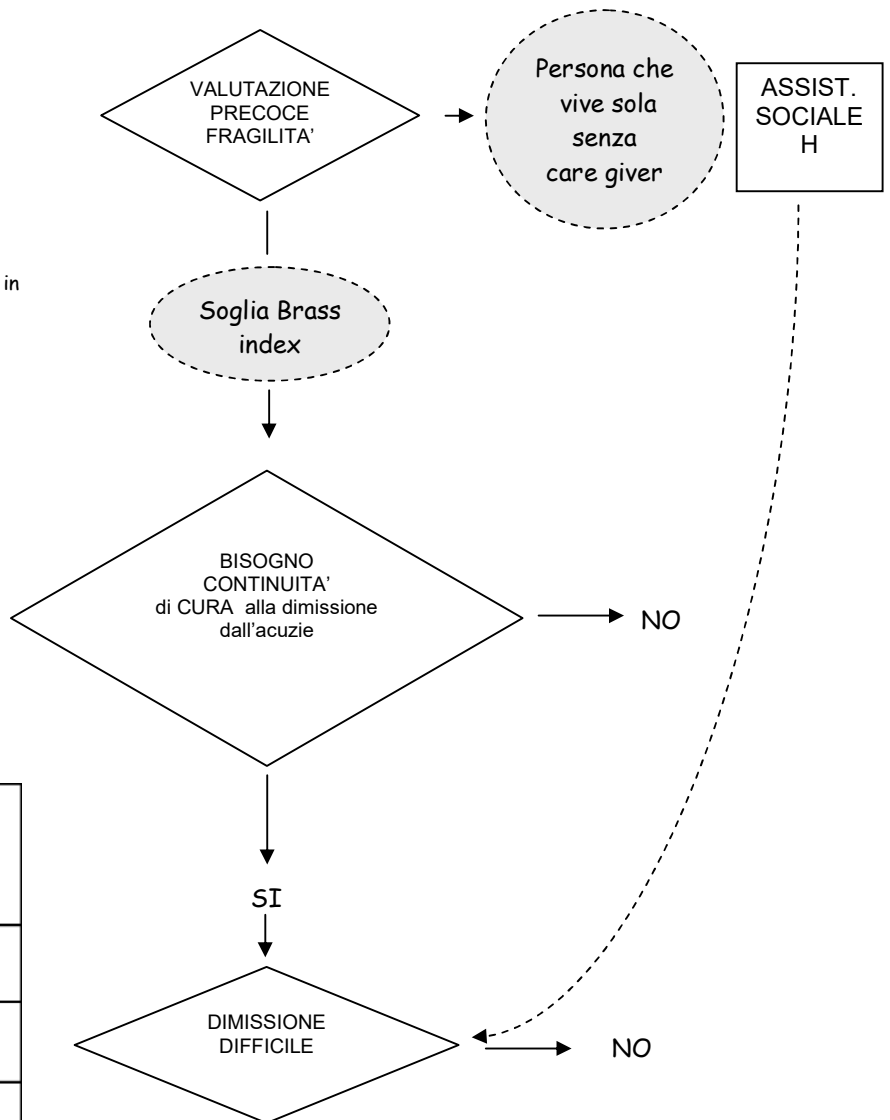 VALUTAZIONE
PRECOCE
FRAGILITA’
Persona che
vive sola
senza
care giver
ASSIST.
SOCIALE
H
in
Soglia Brass
index
BISOGNO
CONTINUITA’
di CURA alla dimissione
dall’acuzie
NO
SI
DIMISSIONE
DIFFICILE
NO